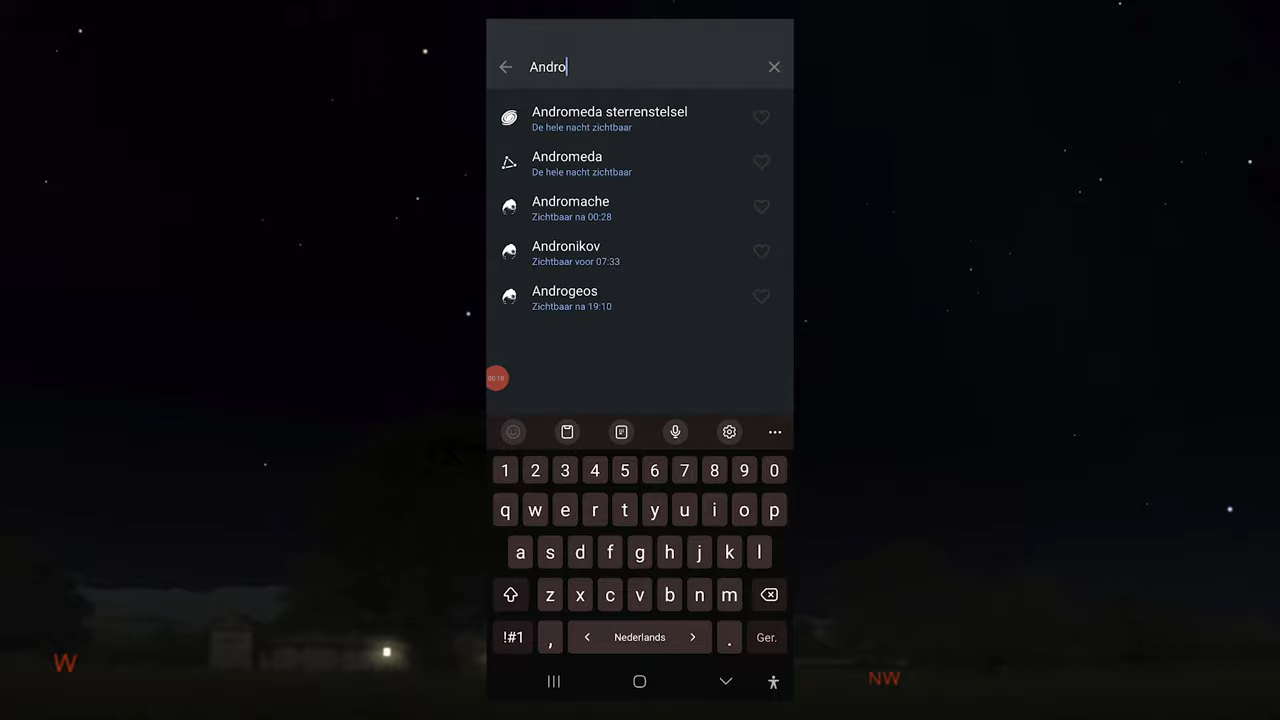 Andro
Andromeda sterrenstelsel
De hele nacht zichtbaar
Andromeda
De hele nacht zichtbaar
Andromache
Zichtbaar na 00:28
Andronikov
Zichtbaar voor 07:33
Androgeos
Zichtbaar na 19:10
00:18
1 2 3 4 5 6 7 8 9 0
q w e r t y u i o p
a s d f g h j k l
z x c v b n m
!#1 , < Nederlands > . Ger.
W
NW